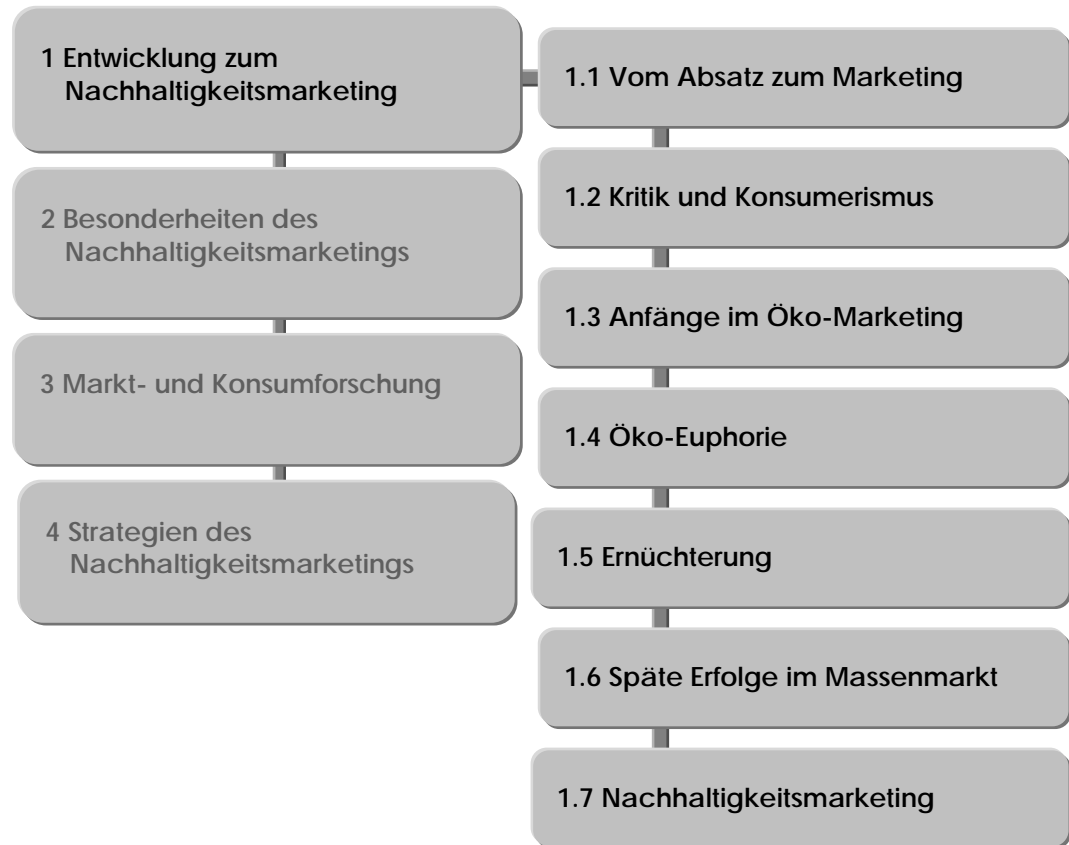 1 Entwicklung zum
Nachhaltigkeitsmarketing
2 Besonderheiten des
Nachhaltigkeitsmarketings
3 Markt- und Konsumforschung
4 Strategien des
Nachhaltigkeitsmarketings
1.1 Vom Absatz zum Marketing
1.2 Kritik und Konsumerismus
1.3 Anfänge im Öko-Marketing
1.4 Öko-Euphorie
1.5 Ernüchterung
1.6 Späte Erfolge im Massenmarkt
1.7 Nachhaltigkeitsmarketing